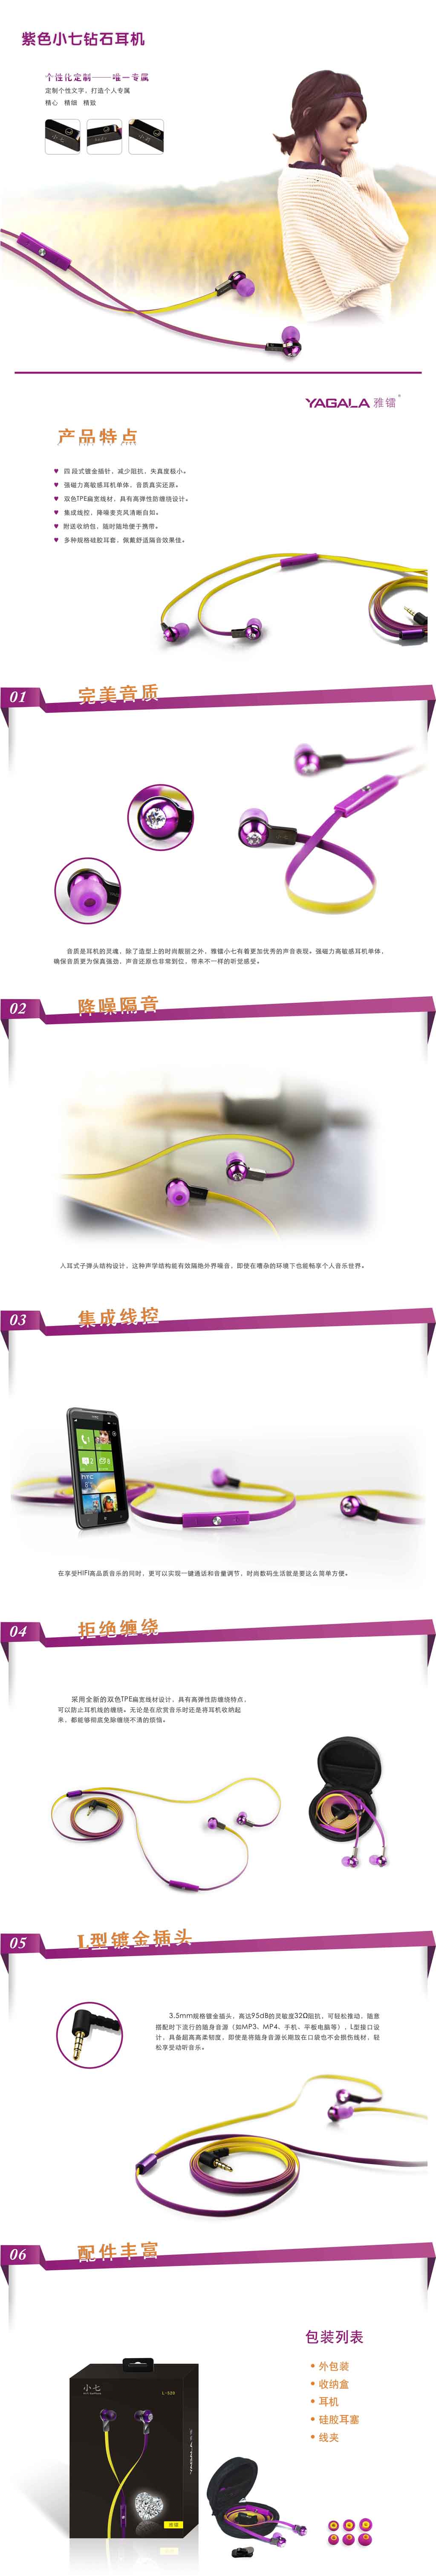 紫色小七钻石耳机
个性化定制——唯一专属
定制个性文字，打造个人专属
精心 精细 精致
YAGALA 雅镭
产品特点
四段式镀金插针，减少阻抗，失真度极小。
强磁力高敏感耳机单体，音质真实还原。
双色TPE扁宽线材，具有高弹性防缠绕设计。
集成线控，降噪麦克风清晰自如。
附送收纳包，随时随地便于携带。
多种规格硅胶耳套，佩戴舒适隔音效果佳。
01 完美音质
音质是耳机的灵魂，除了造型上的时尚靓丽之外，雅镭小七有着更加优秀的声音表现。强磁力高敏感耳机单体，
确保音质更为保真强劲，声音还原也非常到位，带来不一样的听觉感受。
02 降噪隔音
入耳式子弹头结构设计，这种声学结构能有效隔绝外界噪音，即使在嘈杂的环境下也能畅享个人音乐世界。
03 集成线控
hTC
在享受HIFI高品质音乐的同时，更可以实现一键通话和音量调节，时尚数码生活就是要这么简单方便。
04 拒绝缠绕
采用全新的双色TPE扁宽线材设计，具有高弹性防缠绕特点，
可以防止耳机线的缠绕。无论是在欣赏音乐时还是将耳机收纳起
来，都能够彻底免除缠绕不清的烦恼。
05 L型镀金插头
3.5mm规格镀金插头，高达95dB的灵敏度32Ω阻抗，可轻松推动，随意
搭配时下流行的随身音源（如MP3、MP4、手机、平板电脑等），L型接口设
计，具备超高高柔韧度，即使是将随身音源长期放在口袋也不会损伤线材，轻
松享受动听音乐。
06 配件丰富
包装列表
外包装
收纳盒
耳机
硅胶耳塞
线夹
小七
L-520
雅镭